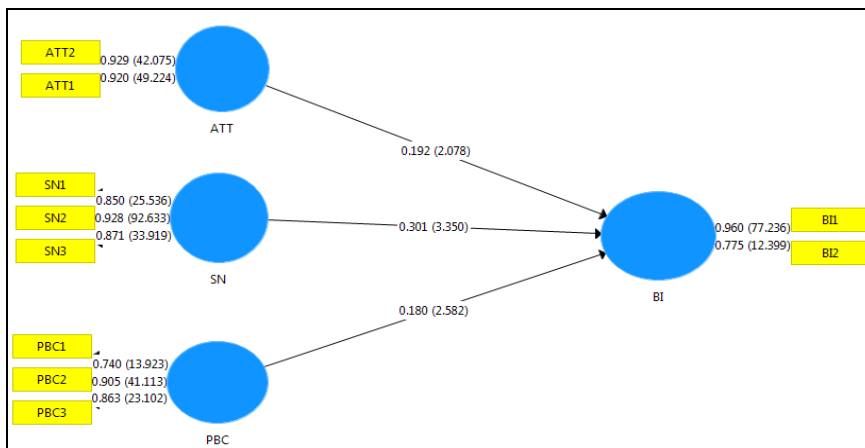 ATT2
0.929 (42.075)
ATT1
0.920 (49.224)
ATT
0.192 (2.078)
SN1
0.850 (25.536)
SN2
0.928 (92.633)
SN3
0.871 (33.919)
SN
0.301 (3.350)
0.960 (77.236)
BI1
0.775 (12.399)
BI2
BI
0.180 (2.582)
PBC1
0.740 (13.923)
PBC2
0.905 (41.113)
PBC3
0.863 (23.102)
PBC